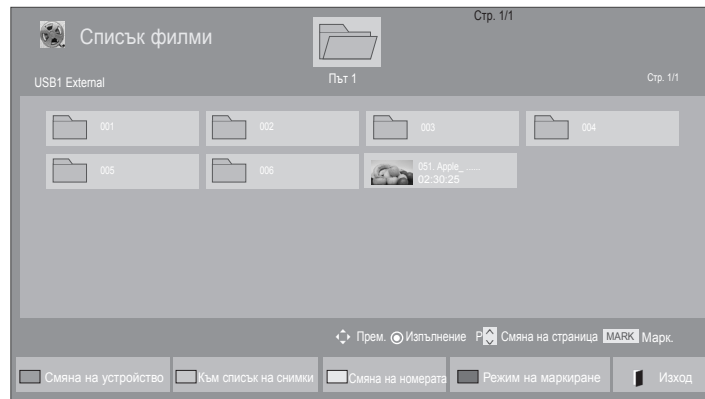 Стр. 1/1
Списък филми
USB1 External
Път 1
Стр. 1/1
001
002
003
004
005
006
051. Apple_ ......
02:30:25
Прем.
Изпълнение
P
Смяна на страница
MARK
Марк.
Смяна на устройство
Към списък на снимки
Смяна на номерата
Режим на маркиране
Изход